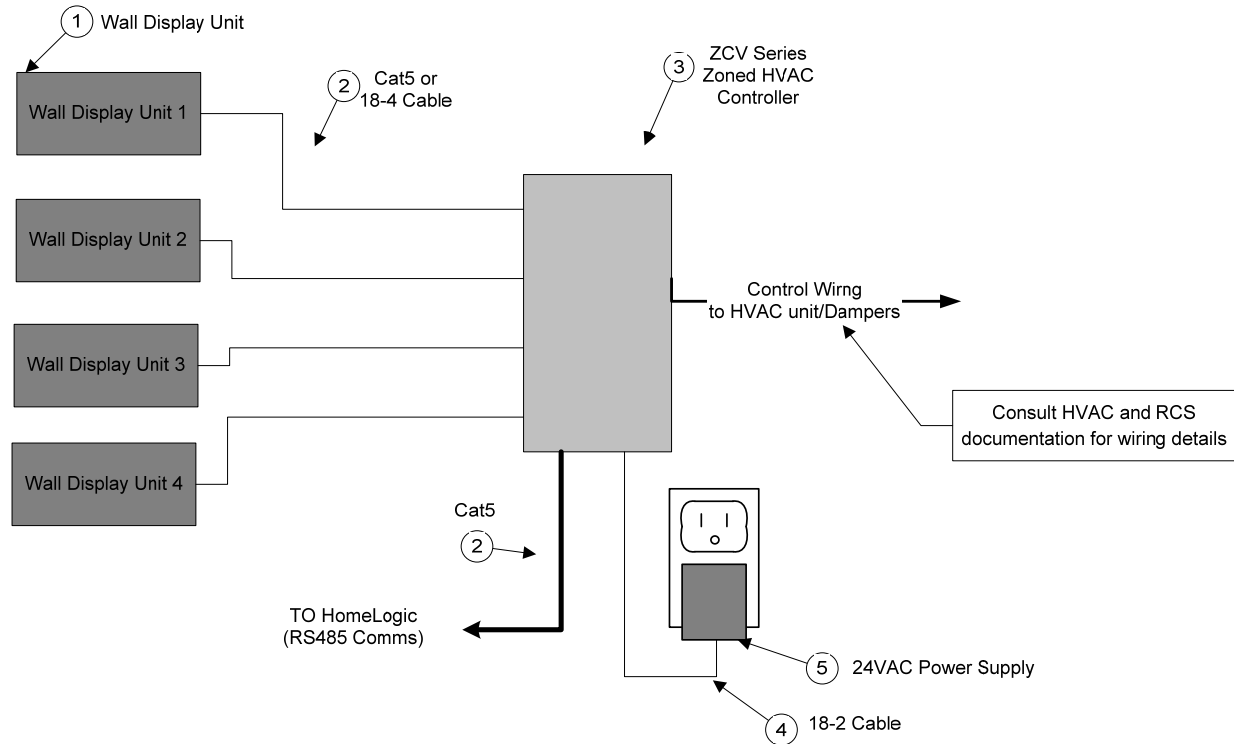 1 Wall Display Unit
Wall Display Unit 1
2 Cat5 or
18-4 Cable
3 ZCV Series
Zoned HVAC
Controller
Wall Display Unit 2
Wall Display Unit 3
Wall Display Unit 4
Control Wirng
to HVAC unit/Dampers
Consult HVAC and RCS
documentation for wiring details
Cat5
2
TO HomeLogic
(RS485 Comms)
5 24VAC Power Supply
4 18-2 Cable